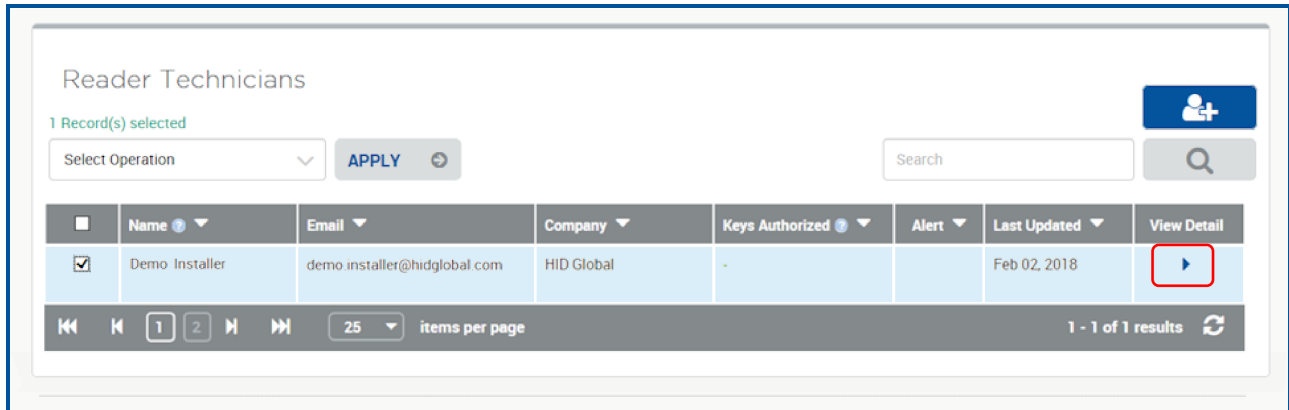 Reader Technicians
1 Record(s) selected
Select Operation APPLY Search
Name ? Email Company Keys Authorized ? Alert Last Updated View Detail
Demo Installer demo.installer@hidglobal.com HID Global - Feb 02, 2018
1 2 25 items per page 1 - 1 of 1 results